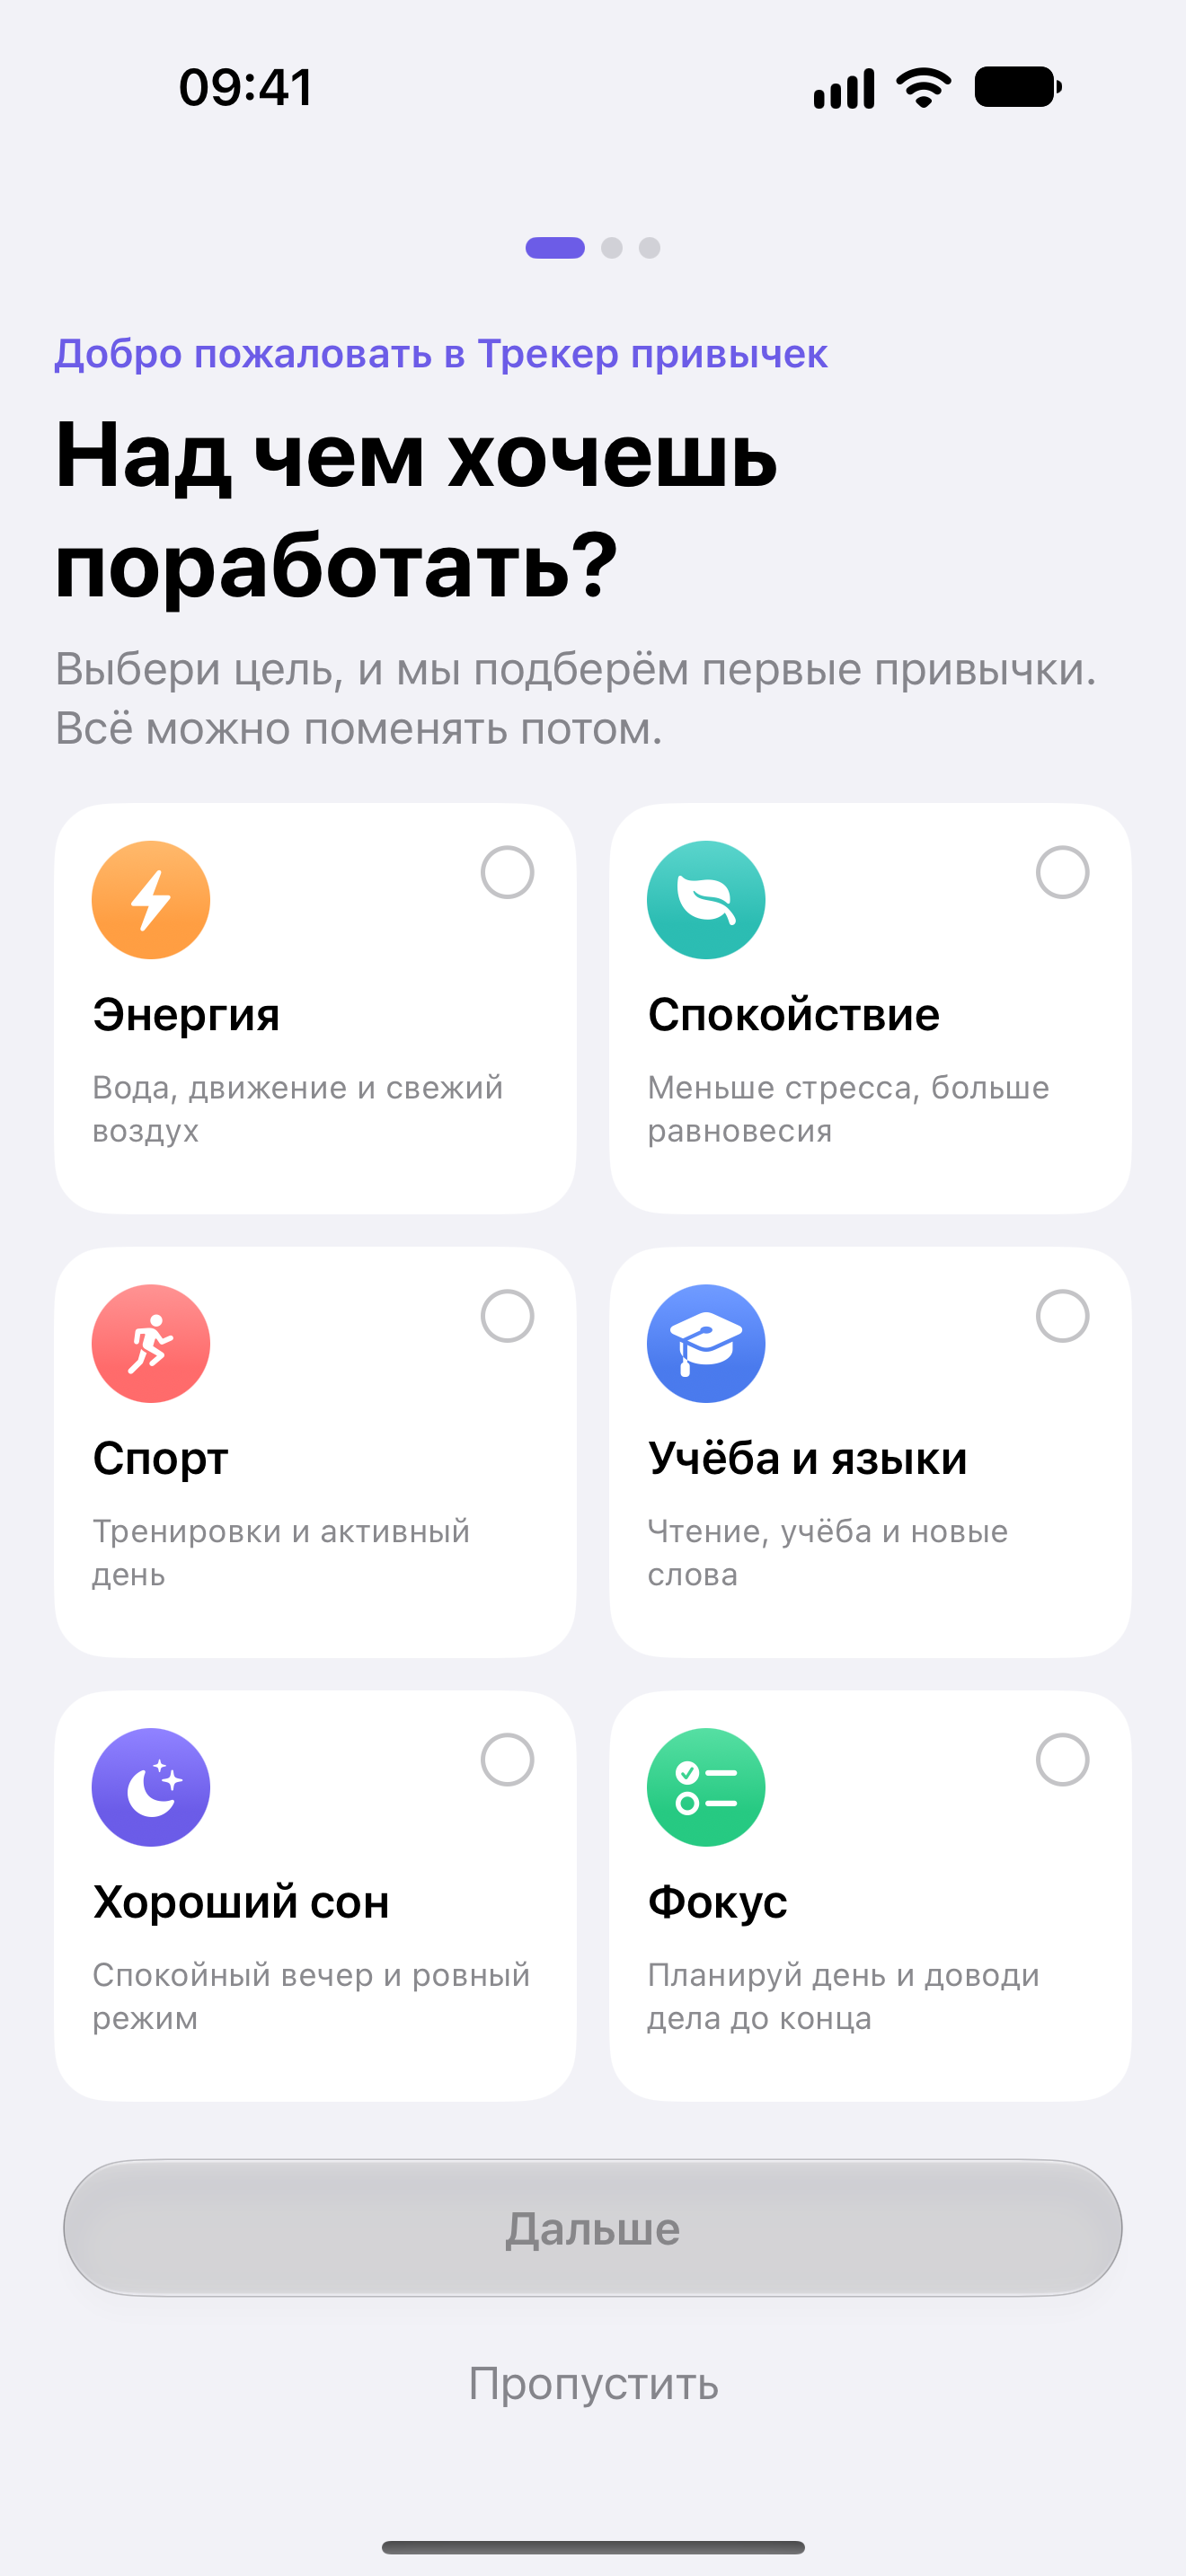 09:41
Добро пожаловать в Трекер привычек
Над чем хочешь
поработать?
Выбери цель, и мы подберём первые привычки.
Всё можно поменять потом.
Энергия
Вода, движение и свежий
воздух
Спокойствие
Меньше стресса, больше
равновесия
Спорт
Тренировки и активный
день
Учёба и языки
Чтение, учёба и новые
слова
Хороший сон
Спокойный вечер и ровный
режим
Фокус
Планируй день и доводи
дела до конца
Дальше
Пропустить